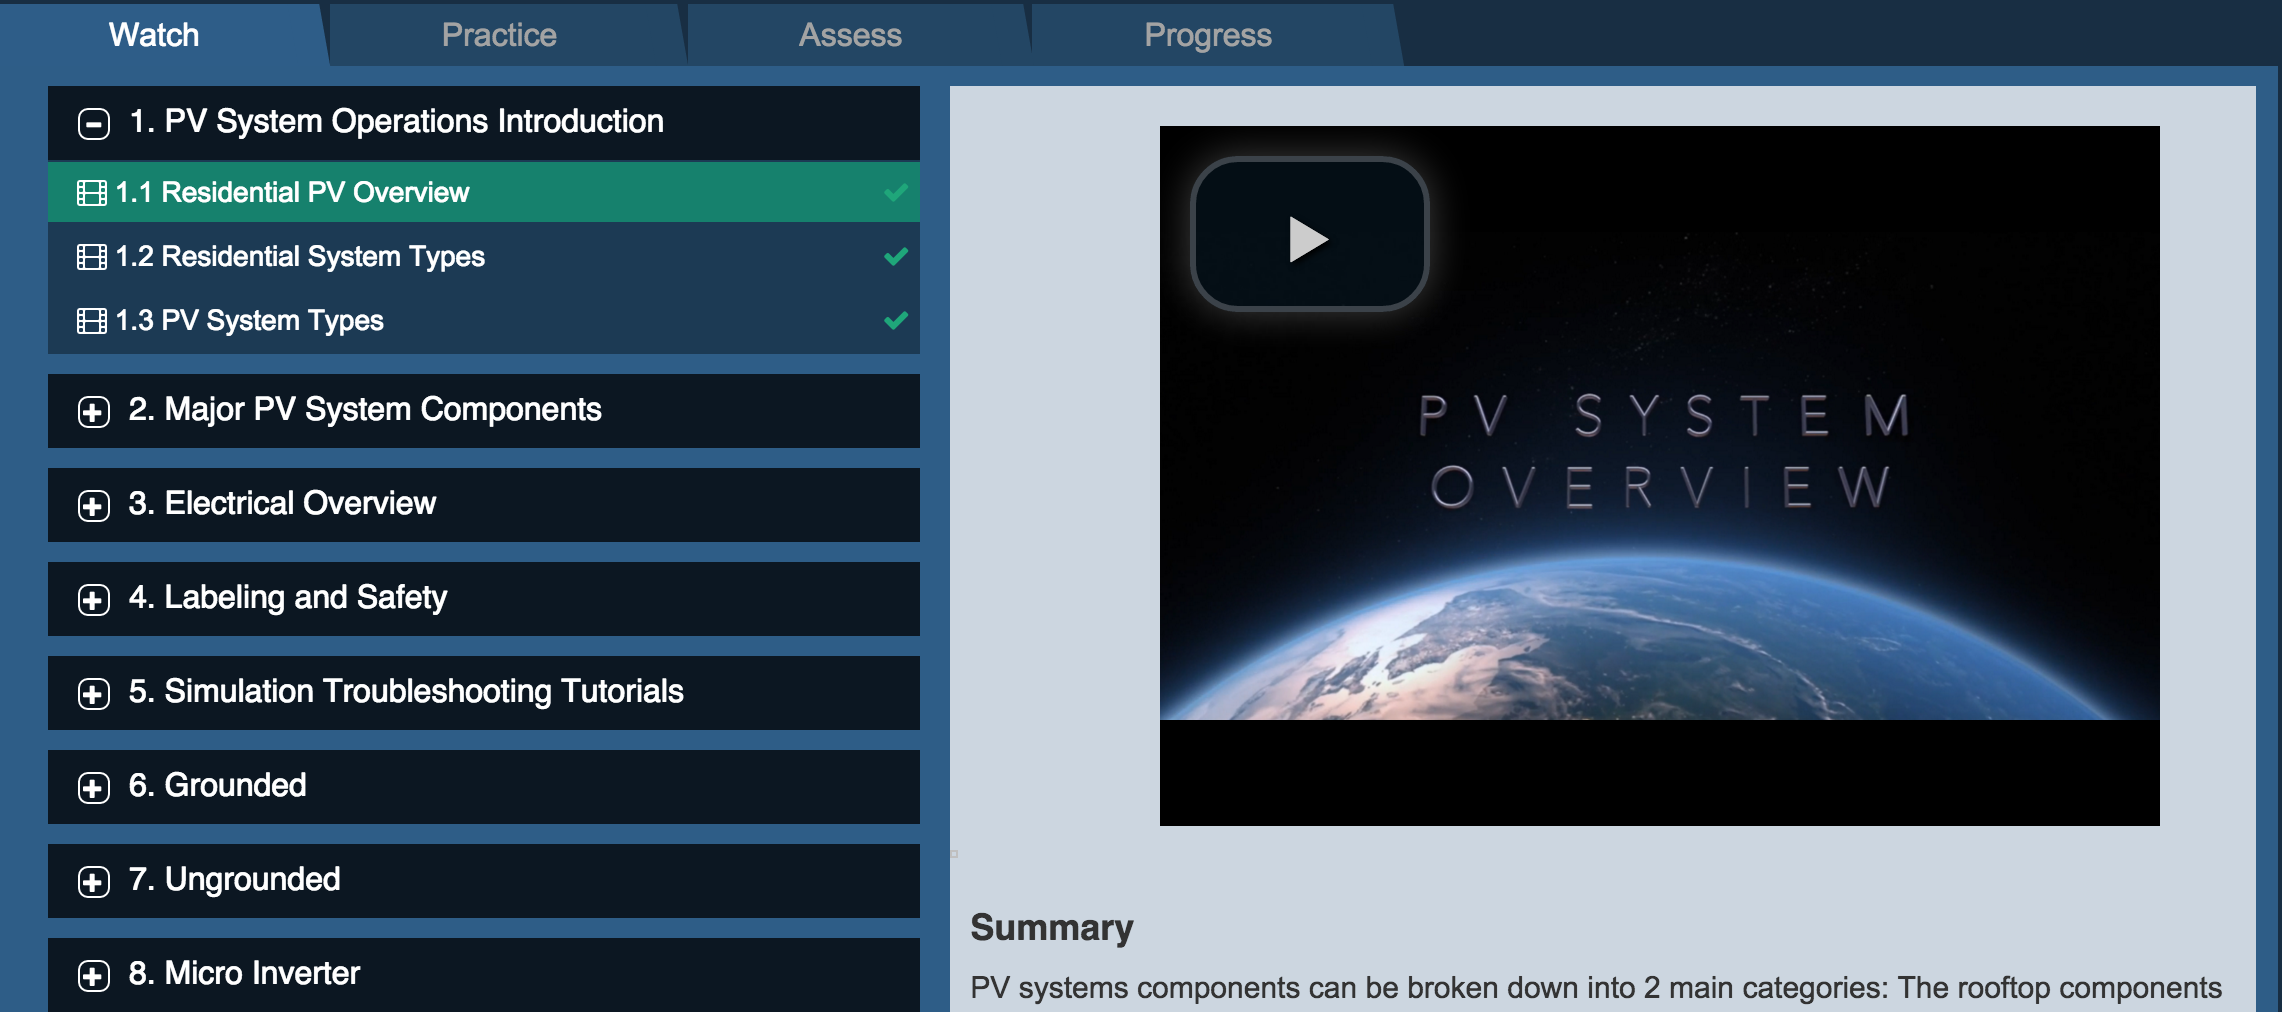 Watch
Practice
Assess
Progress
1. PV System Operations Introduction
1.1 Residential PV Overview
1.2 Residential System Types
1.3 PV System Types
2. Major PV System Components
3. Electrical Overview
4. Labeling and Safety
5. Simulation Troubleshooting Tutorials
6. Grounded
7. Ungrounded
8. Micro Inverter
PV SYSTEM
OVERVIEW
Summary
PV systems components can be broken down into 2 main categories: The rooftop components